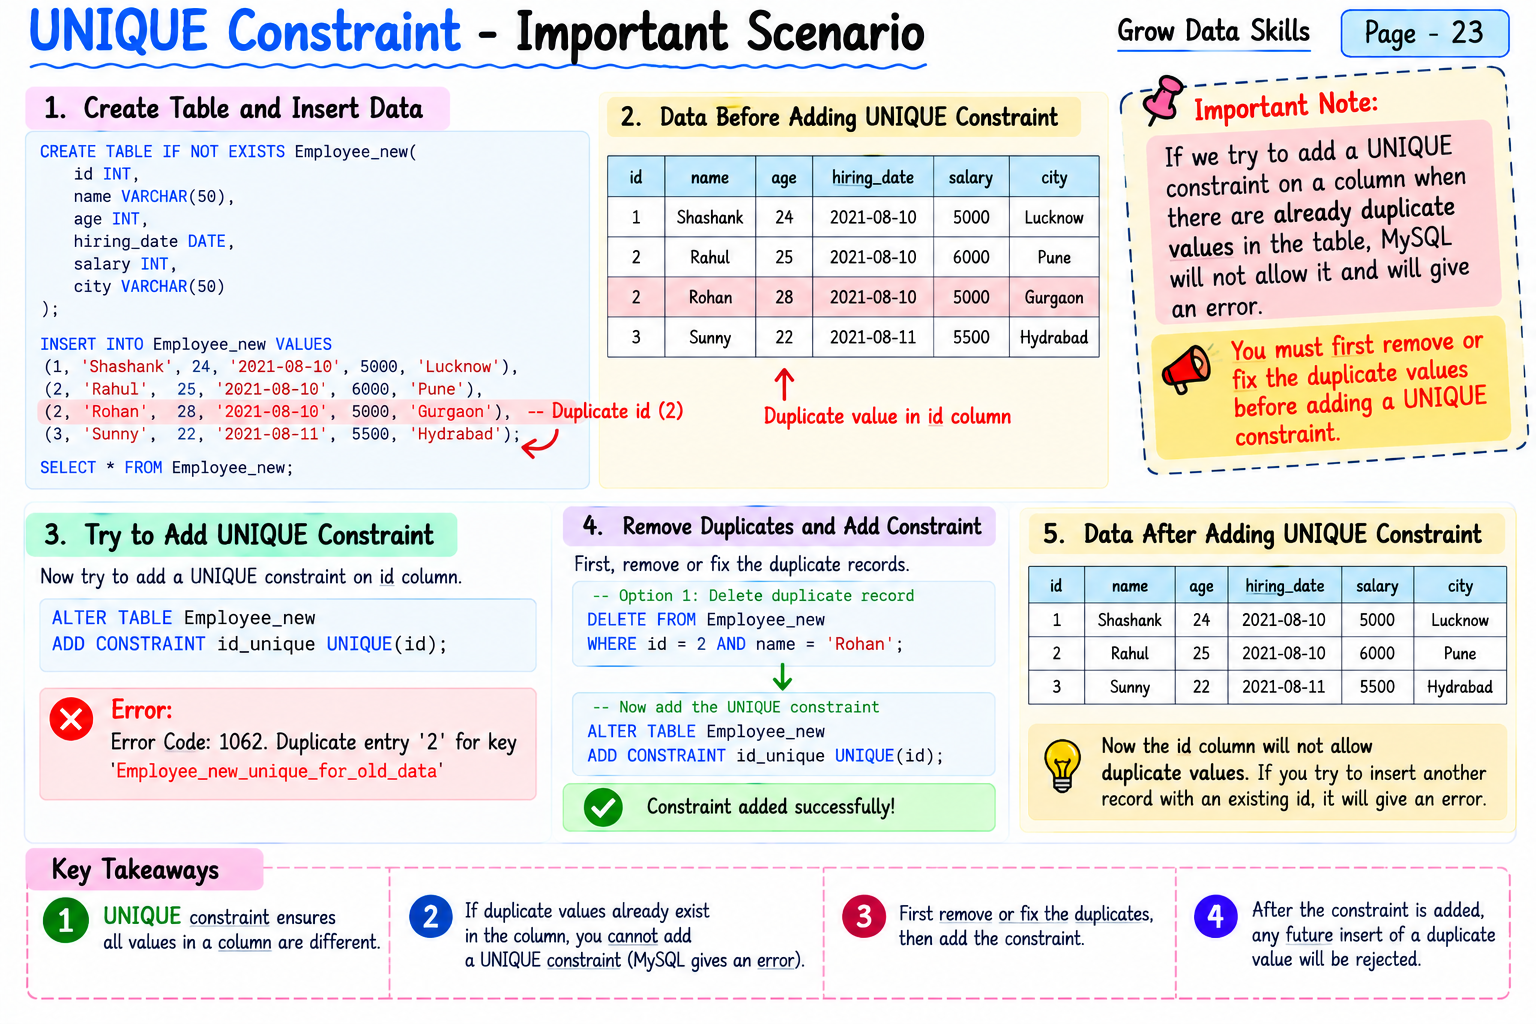 UNIQUE Constraint - Important Scenario
Grow Data Skills
Page - 23
1. Create Table and Insert Data
CREATE TABLE IF NOT EXISTS Employee_new(
id INT,
name VARCHAR(50),
age INT,
hiring_date DATE,
salary INT,
city VARCHAR(50)
);
INSERT INTO Employee_new VALUES
(1, 'Shashank', 24, '2021-08-10', 5000, 'Lucknow'),
(2, 'Rahul', 25, '2021-08-10', 6000, 'Pune'),
(2, 'Rohan', 28, '2021-08-10', 5000, 'Gurgaon'), -- Duplicate id (2)
(3, 'Sunny', 22, '2021-08-11', 5500, 'Hydrabad');
SELECT * FROM Employee_new;
2. Data Before Adding UNIQUE Constraint
id name age hiring_date salary city
1 Shashank 24 2021-08-10 5000 Lucknow
2 Rahul 25 2021-08-10 6000 Pune
2 Rohan 28 2021-08-10 5000 Gurgaon
3 Sunny 22 2021-08-11 5500 Hydrabad
Duplicate value in id column
Important Note:
If we try to add a UNIQUE
constraint on a column when
there are already duplicate
values in the table, MySQL
will not allow it and will give
an error.
You must first remove or
fix the duplicate values
before adding a UNIQUE
constraint.
3. Try to Add UNIQUE Constraint
Now try to add a UNIQUE constraint on id column.
ALTER TABLE Employee_new
ADD CONSTRAINT id_unique UNIQUE(id);
Error:
Error Code: 1062. Duplicate entry '2' for key
'Employee_new_unique_for_old_data'
4. Remove Duplicates and Add Constraint
First, remove or fix the duplicate records.
-- Option 1: Delete duplicate record
DELETE FROM Employee_new
WHERE id = 2 AND name = 'Rohan';
-- Now add the UNIQUE constraint
ALTER TABLE Employee_new
ADD CONSTRAINT id_unique UNIQUE(id);
Constraint added successfully!
5. Data After Adding UNIQUE Constraint
id name age hiring_date salary city
1 Shashank 24 2021-08-10 5000 Lucknow
2 Rahul 25 2021-08-10 6000 Pune
3 Sunny 22 2021-08-11 5500 Hydrabad
Now the id column will not allow
duplicate values. If you try to insert another
record with an existing id, it will give an error.
Key Takeaways
1 UNIQUE constraint ensures
all values in a column are different.
2 If duplicate values already exist
in the column, you cannot add
a UNIQUE constraint (MySQL gives an error).
3 First remove or fix the duplicates,
then add the constraint.
4 After the constraint is added,
any future insert of a duplicate
value will be rejected.